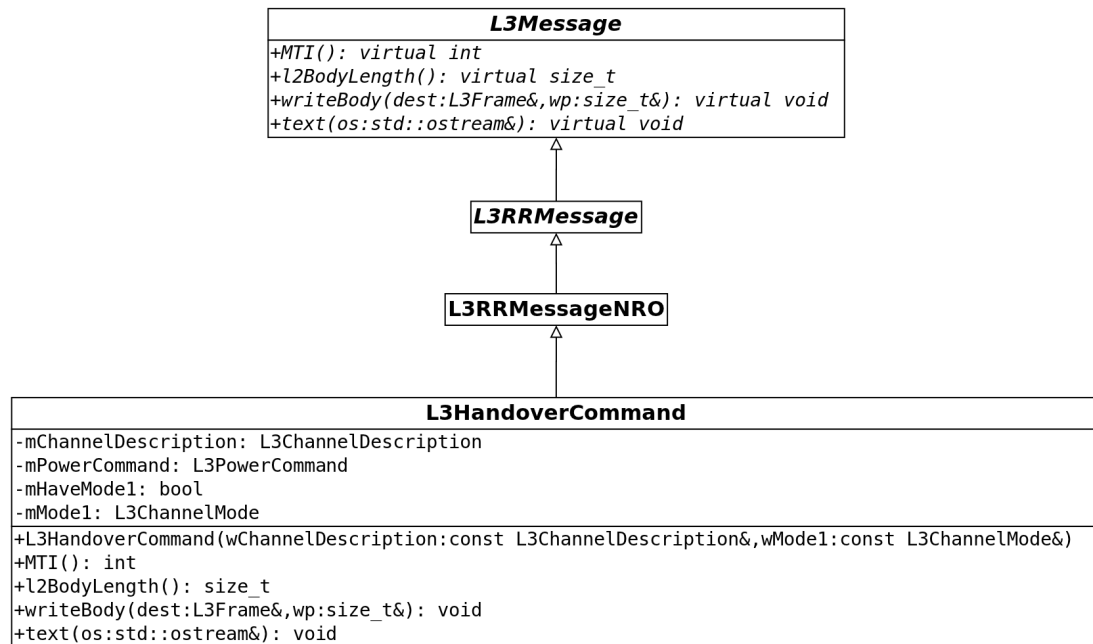 L3Message
+MTI(): virtual int
+l2BodyLength(): virtual size_t
+writeBody(dest:L3Frame&,wp:size_t&): virtual void
+text(os:std::ostream&): virtual void
L3RRMessage
L3RRMessageNRO
L3HandoverCommand
-mChannelDescription: L3ChannelDescription
-mPowerCommand: L3PowerCommand
-mHaveMode1: bool
-mMode1: L3ChannelMode
+L3HandoverCommand(wChannelDescription:const L3ChannelDescription&,wMode1:const L3ChannelMode&)
+MTI(): int
+l2BodyLength(): size_t
+writeBody(dest:L3Frame&,wp:size_t&): void
+text(os:std::ostream&): void